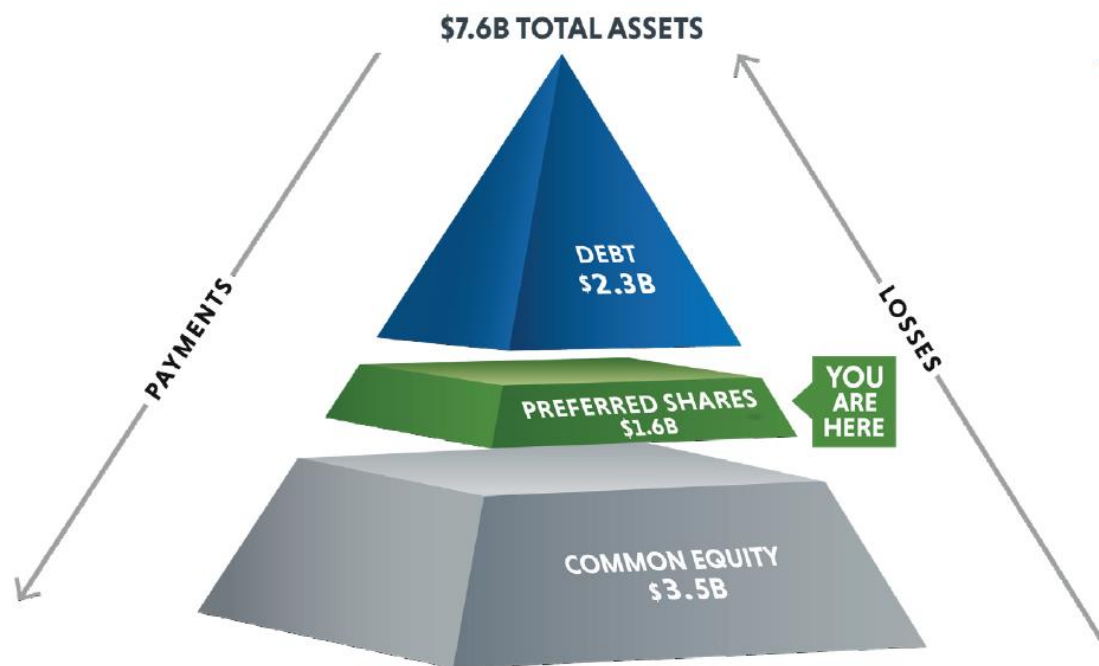 $7.6B TOTAL ASSETS
DEBT
$2.3B
PAYMENTS
LOSSES
YOU
ARE
HERE
PREFERRED SHARES
$1.6B
COMMON EQUITY
$3.5B